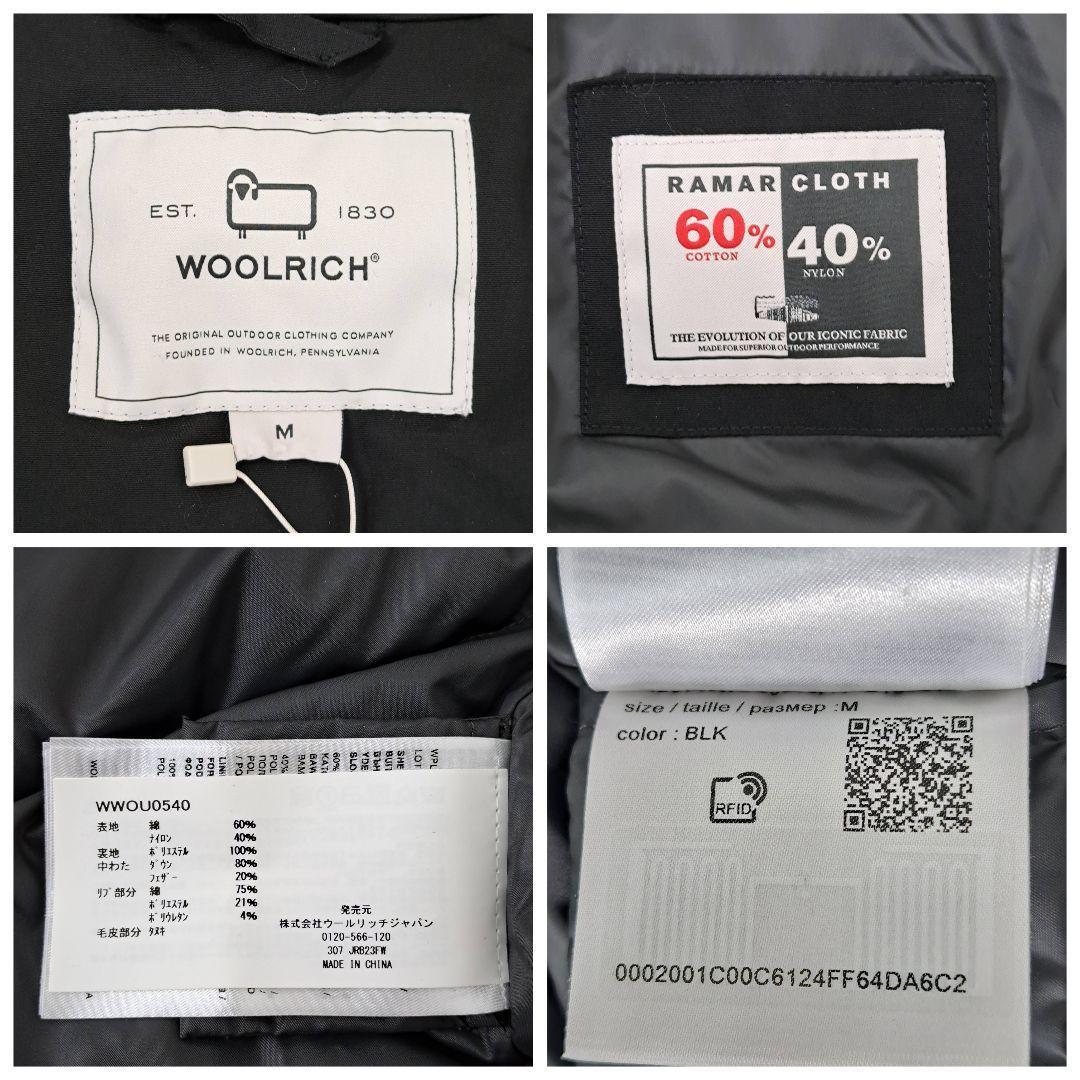 EST. 1830
WOOLRICH®
THE ORIGINAL OUTDOOR CLOTHING COMPANY
FOUNDED IN WOOLRICH, PENNSYLVANIA
M
RAMAR CLOTH
60% 40%
COTTON NYLON
THE EVOLUTION OF OUR ICONIC FABRIC
MADE FOR SUPERIOR OUTDOOR PERFORMANCE
WWOU0540
表地 綿 60%
ﾅｲﾛﾝ 40%
裏地 ﾎﾟﾘｴｽﾃﾙ 100%
中わた ﾀﾞｳﾝ 80%
ﾌｪｻﾞｰ 20%
ﾘﾌﾞ部分 綿 75%
ﾎﾟﾘｴｽﾃﾙ 21%
ﾎﾟﾘｳﾚﾀﾝ 4%
毛皮部分 ﾀﾇｷ
発売元
株式会社ウールリッチジャパン
0120-566-120
307 JRB23FW
MADE IN CHINA
size / taille / размер :M
color : BLK
RFID
0002001C00C6124FF64DA6C2